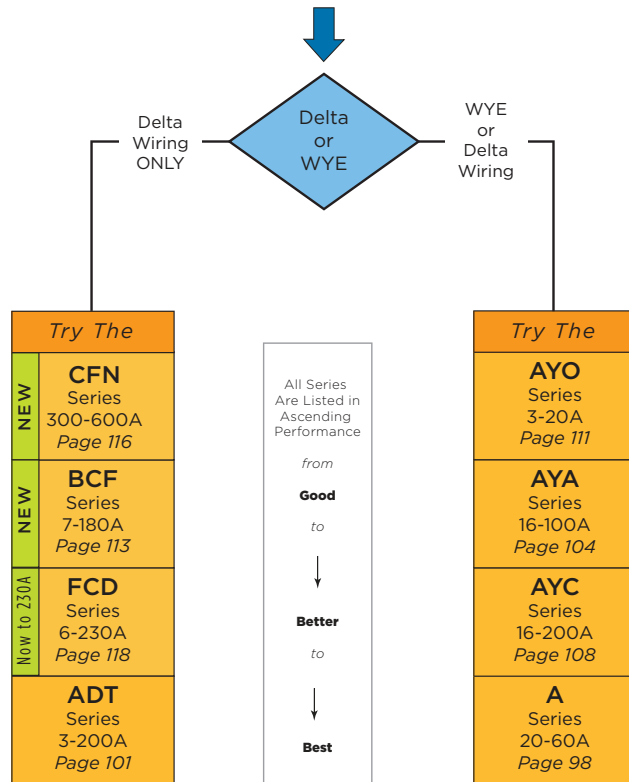 Delta
or
WYE
Delta
Wiring
ONLY
WYE
or
Delta
Wiring
Try The
NEW
CFN
Series
300-600A
Page 116
NEW
BCF
Series
7-180A
Page 113
Now to 230A
FCD
Series
6-230A
Page 118
ADT
Series
3-200A
Page 101
All Series
Are Listed in
Ascending
Performance
from
Good
to
Better
to
Best
Try The
AYO
Series
3-20A
Page 111
AYA
Series
16-100A
Page 104
AYC
Series
16-200A
Page 108
A
Series
20-60A
Page 98